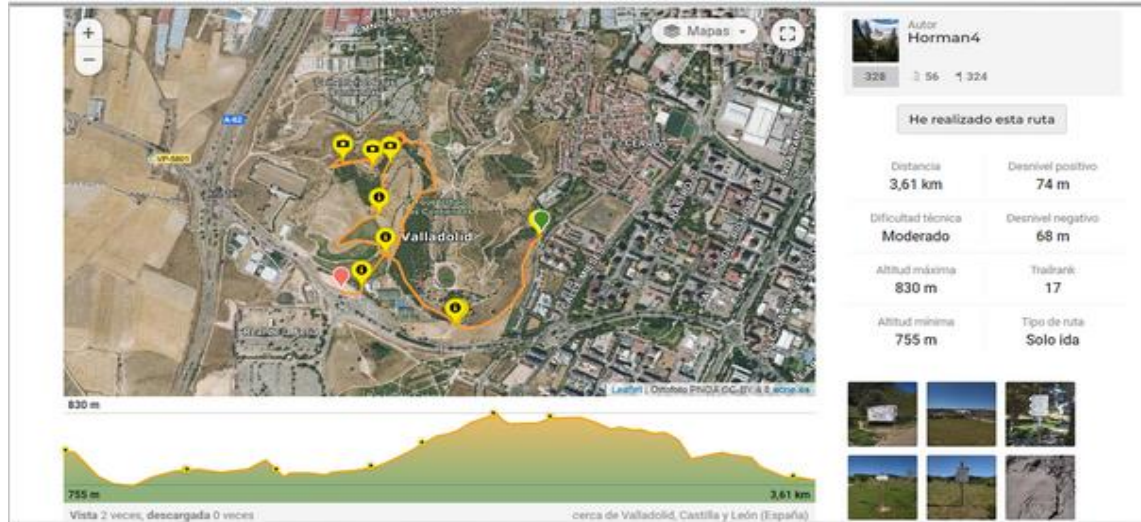 +
−
Mapas
A-62
VP-5801
Valladolid
Leaflet | Ortofoto PNOA CC-BY 4.0 scne.es
830 m
755 m
3,61 km
Vista 2 veces, descargada 0 veces
cerca de Valladolid, Castilla y León (España)
Autor
Horman4
328
56
324
He realizado esta ruta
Distancia
3,61 km
Desnivel positivo
74 m
Dificultad técnica
Moderado
Desnivel negativo
68 m
Altitud máxima
830 m
Trailrank
17
Altitud mínima
755 m
Tipo de ruta
Solo ida